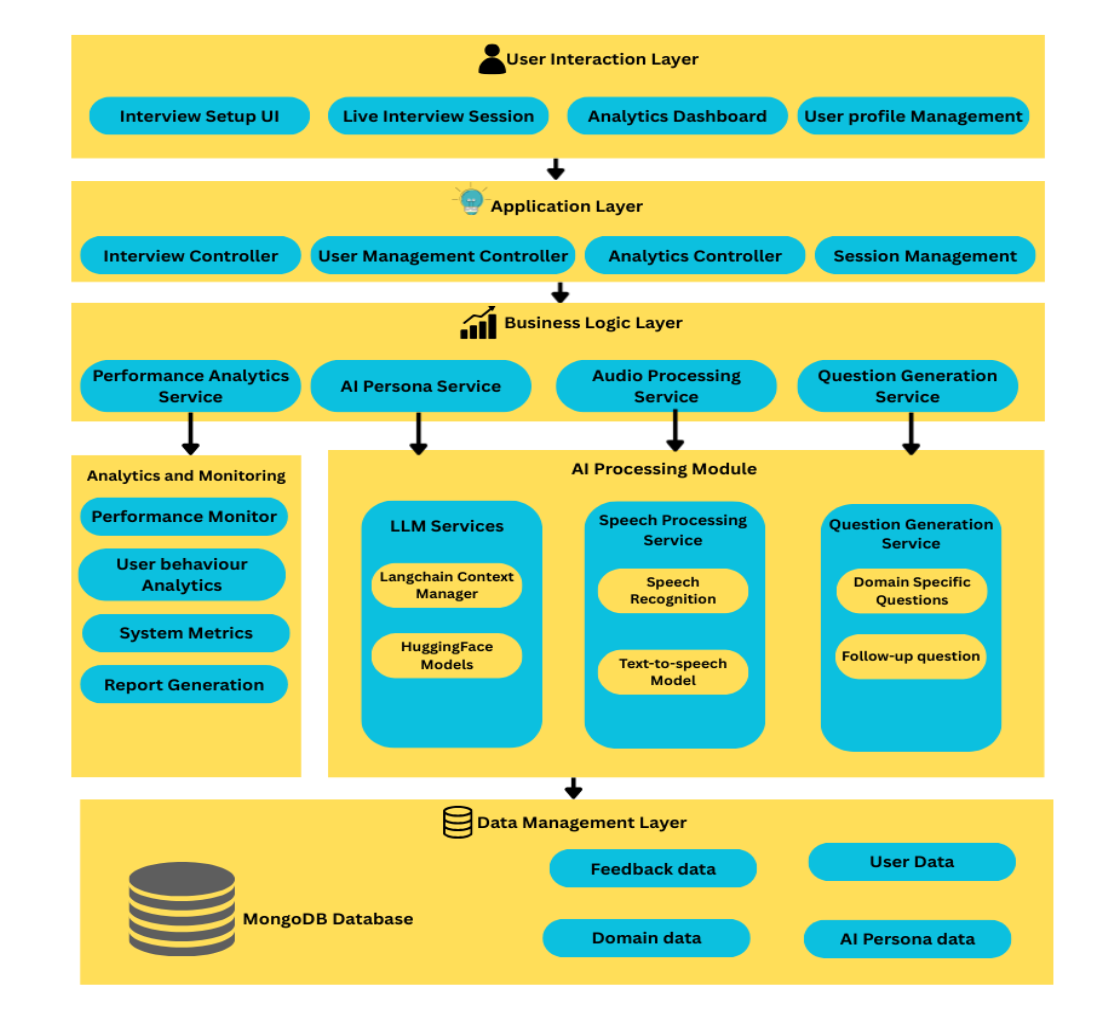 User Interaction Layer
Interview Setup UI
Live Interview Session
Analytics Dashboard
User profile Management
Application Layer
Interview Controller
User Management Controller
Analytics Controller
Session Management
Business Logic Layer
Performance Analytics
Service
AI Persona Service
Audio Processing
Service
Question Generation
Service
Analytics and Monitoring
Performance Monitor
User behaviour
Analytics
System Metrics
Report Generation
AI Processing Module
LLM Services
Langchain Context
Manager
HuggingFace
Models
Speech Processing
Service
Speech
Recognition
Text-to-speech
Model
Question Generation
Service
Domain Specific
Questions
Follow-up question
Data Management Layer
MongoDB Database
Feedback data
User Data
Domain data
AI Persona data